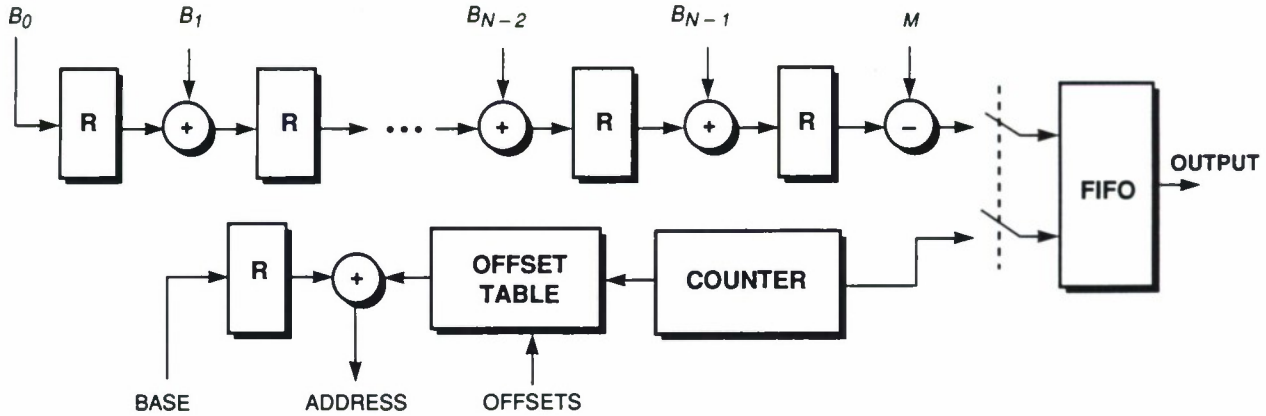 B0
B1
BN-2
BN-1
M
R
+
R
...
+
R
+
R
−
FIFO
OUTPUT
R
+
OFFSET
TABLE
COUNTER
BASE
ADDRESS
OFFSETS